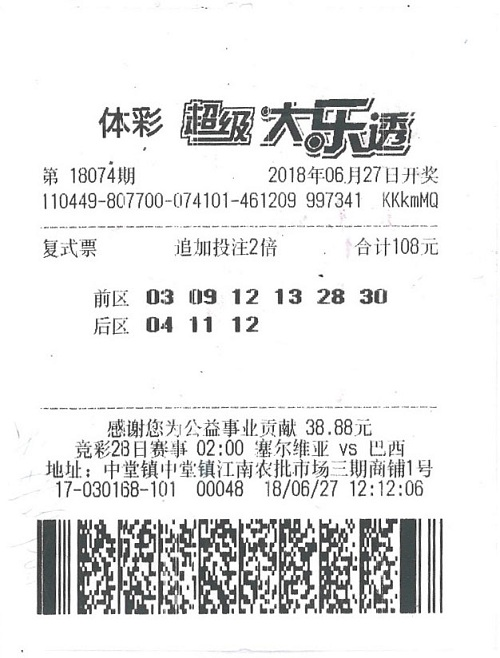 体彩 超级大乐透
第 18074期 2018年06月27日开奖
110449-807700-074101-461209 997341 KKkmMQ
复式票 追加投注2倍 合计108元
前区 03 09 12 13 28 30
后区 04 11 12
感谢您为公益事业贡献 38.88元
竞彩28日赛事 02:00 塞尔维亚 vs 巴西
地址: 中堂镇中堂镇江南农批市场三期商铺1号
17-030168-101 00048 18/06/27 12:12:06